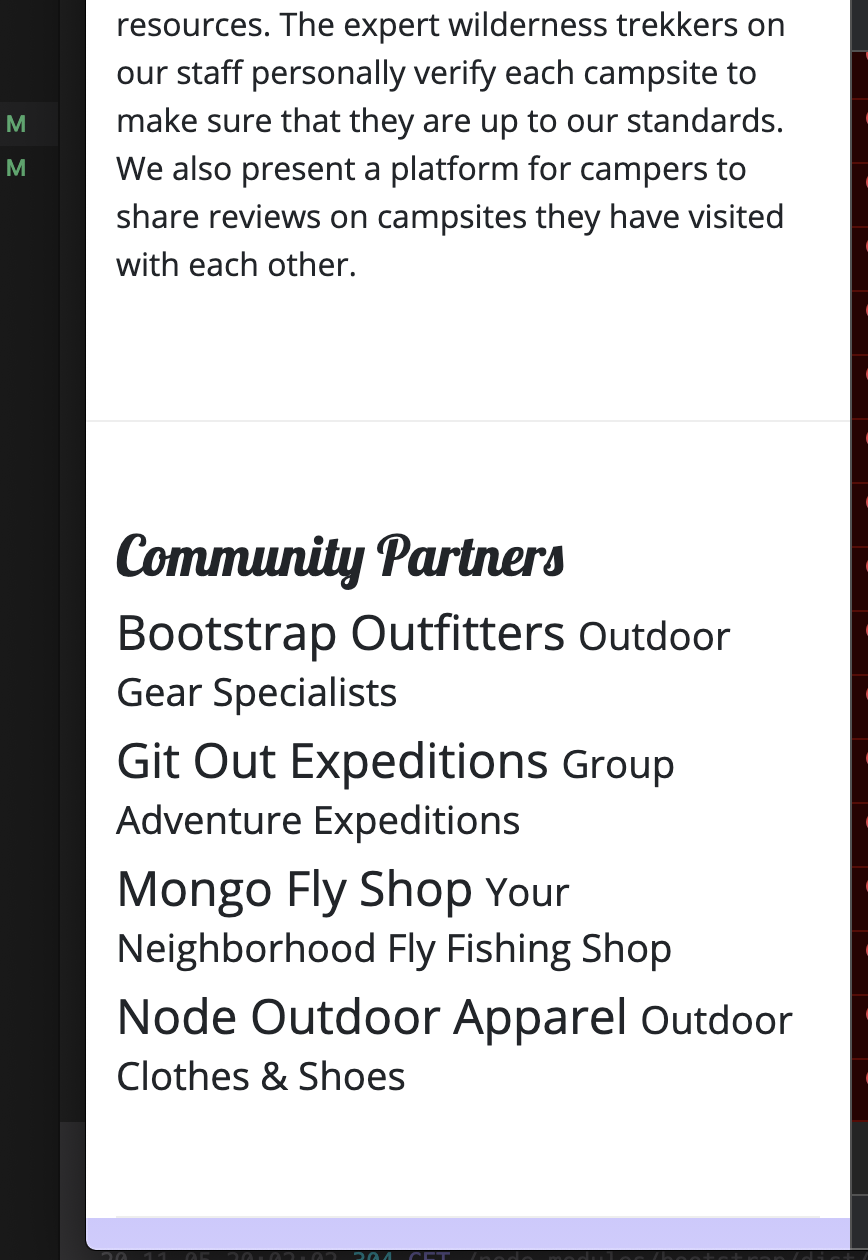 resources. The expert wilderness trekkers on
our staff personally verify each campsite to
M
make sure that they are up to our standards.
M
We also present a platform for campers to
share reviews on campsites they have visited
with each other.
Community Partners
Bootstrap Outfitters Outdoor
Gear Specialists
Git Out Expeditions Group
Adventure Expeditions
Mongo Fly Shop Your
Neighborhood Fly Fishing Shop
Node Outdoor Apparel Outdoor
Clothes & Shoes